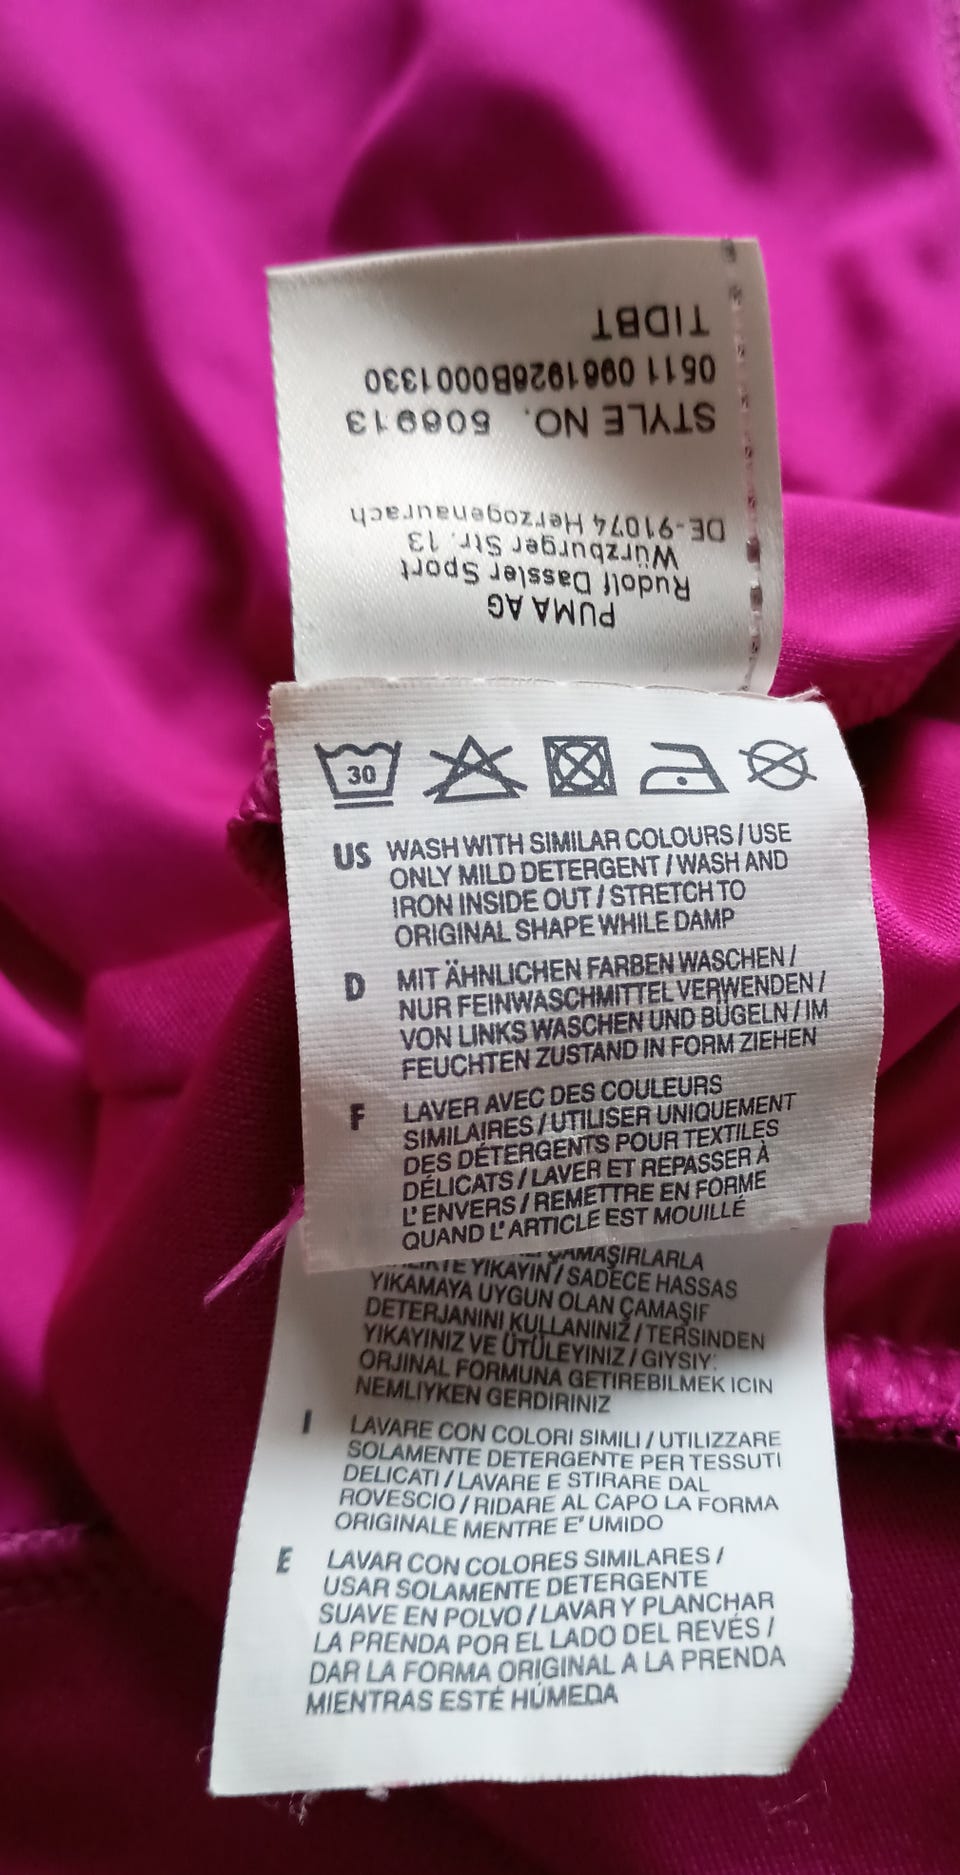 TIDBT
0511 0961926B0001330
STYLE NO. 506913
DE-91074 Herzogenaurach
Würzburger Str. 13
Rudolf Dassler Sport
PUMA AG
30
US WASH WITH SIMILAR COLOURS / USE
ONLY MILD DETERGENT / WASH AND
IRON INSIDE OUT / STRETCH TO
ORIGINAL SHAPE WHILE DAMP
D MIT ÄHNLICHEN FARBEN WASCHEN /
NUR FEINWASCHMITTEL VERWENDEN /
VON LINKS WASCHEN UND BÜGELN / IM
FEUCHTEN ZUSTAND IN FORM ZIEHEN
F LAVER AVEC DES COULEURS
SIMILAIRES / UTILISER UNIQUEMENT
DES DÉTERGENTS POUR TEXTILES
DÉLICATS / LAVER ET REPASSER À
L'ENVERS / REMETTRE EN FORME
QUAND L'ARTICLE EST MOUILLÉ
ÇAMAŞIRLARLA
YIKAYIN / SADECE HASSAS
YIKAMAYA UYGUN OLAN ÇAMAŞIF
DETERJANINI KULLANINIZ / TERSINDEN
YIKAYINIZ VE ÜTÜLEYINIZ / GIYSIY
ORJINAL FORMUNA GETIREBILMEK ICIN
NEMLIYKEN GERDIRINIZ
I LAVARE CON COLORI SIMILI / UTILIZZARE
SOLAMENTE DETERGENTE PER TESSUTI
DELICATI / LAVARE E STIRARE DAL
ROVESCIO / RIDARE AL CAPO LA FORMA
ORIGINALE MENTRE E' UMIDO
E LAVAR CON COLORES SIMILARES /
USAR SOLAMENTE DETERGENTE
SUAVE EN POLVO / LAVAR Y PLANCHAR
LA PRENDA POR EL LADO DEL REVÉS /
DAR LA FORMA ORIGINAL A LA PRENDA
MIENTRAS ESTÉ HÚMEDA